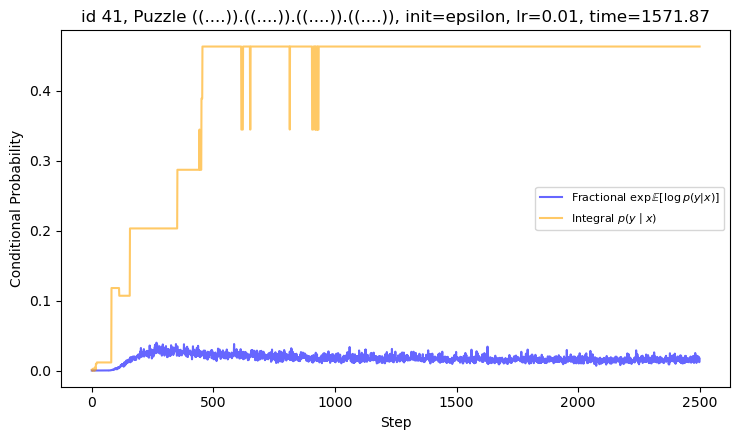 id 41, Puzzle ((....)).((....)).((....)).((....)), init=epsilon, lr=0.01, time=1571.87
Conditional Probability
0.4
0.3
0.2
0.1
0.0
Fractional exp𝔼[log p(y|x)]
Integral p(y | x)
0 500 1000 1500 2000 2500
Step